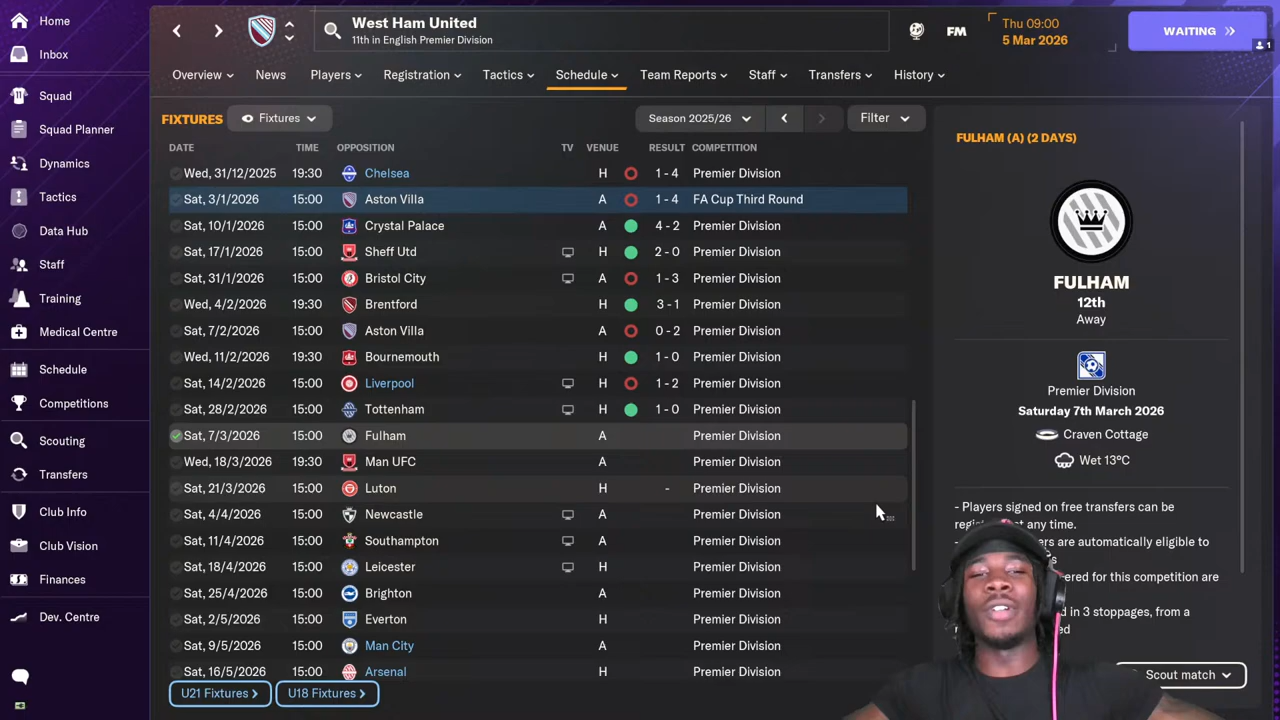 Home
Inbox
Squad
Squad Planner
Dynamics
Tactics
Data Hub
Staff
Training
Medical Centre
Schedule
Competitions
Scouting
Transfers
Club Info
Club Vision
Finances
Dev. Centre
West Ham United
11th in English Premier Division
FM
Thu 09:00
5 Mar 2026
WAITING
1
Overview
News
Players
Registration
Tactics
Schedule
Team Reports
Staff
Transfers
History
FIXTURES Fixtures Season 2025/26 Filter
DATE TIME OPPOSITION TV VENUE RESULT COMPETITION
Wed, 31/12/2025 19:30 Chelsea H 1 - 4 Premier Division
Sat, 3/1/2026 15:00 Aston Villa A 1 - 4 FA Cup Third Round
Sat, 10/1/2026 15:00 Crystal Palace A 4 - 2 Premier Division
Sat, 17/1/2026 15:00 Sheff Utd H 2 - 0 Premier Division
Sat, 31/1/2026 15:00 Bristol City A 1 - 3 Premier Division
Wed, 4/2/2026 19:30 Brentford H 3 - 1 Premier Division
Sat, 7/2/2026 15:00 Aston Villa A 0 - 2 Premier Division
Wed, 11/2/2026 19:30 Bournemouth H 1 - 0 Premier Division
Sat, 14/2/2026 15:00 Liverpool H 1 - 2 Premier Division
Sat, 28/2/2026 15:00 Tottenham H 1 - 0 Premier Division
Sat, 7/3/2026 15:00 Fulham A Premier Division
Wed, 18/3/2026 19:30 Man UFC A Premier Division
Sat, 21/3/2026 15:00 Luton H - Premier Division
Sat, 4/4/2026 15:00 Newcastle A Premier Division
Sat, 11/4/2026 15:00 Southampton A Premier Division
Sat, 18/4/2026 15:00 Leicester H Premier Division
Sat, 25/4/2026 15:00 Brighton A Premier Division
Sat, 2/5/2026 15:00 Everton H Premier Division
Sat, 9/5/2026 15:00 Man City A Premier Division
Sat, 16/5/2026 15:00 Arsenal H Premier Division
U21 Fixtures
U18 Fixtures
FULHAM (A) (2 DAYS)
FULHAM
12th
Away
Premier Division
Saturday 7th March 2026
Craven Cottage
Wet 13°C
- Players signed on free transfers can be
at any time.
are automatically eligible to
for this competition are
in 3 stoppages, from a
Scout match